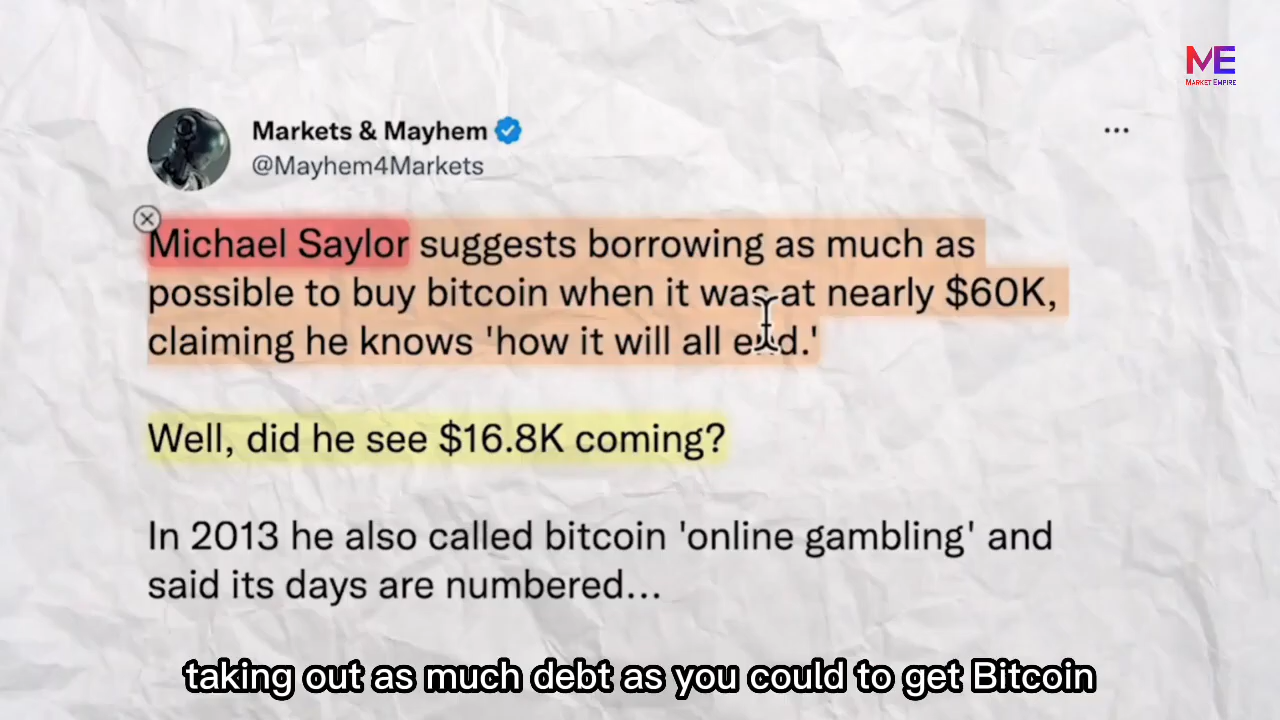 ME
MARKET EMPIRE
Markets & Mayhem
@Mayhem4Markets
Michael Saylor suggests borrowing as much as
possible to buy bitcoin when it was at nearly $60K,
claiming he knows 'how it will all end.'
Well, did he see $16.8K coming?
In 2013 he also called bitcoin 'online gambling' and
said its days are numbered...
taking out as much debt as you could to get Bitcoin